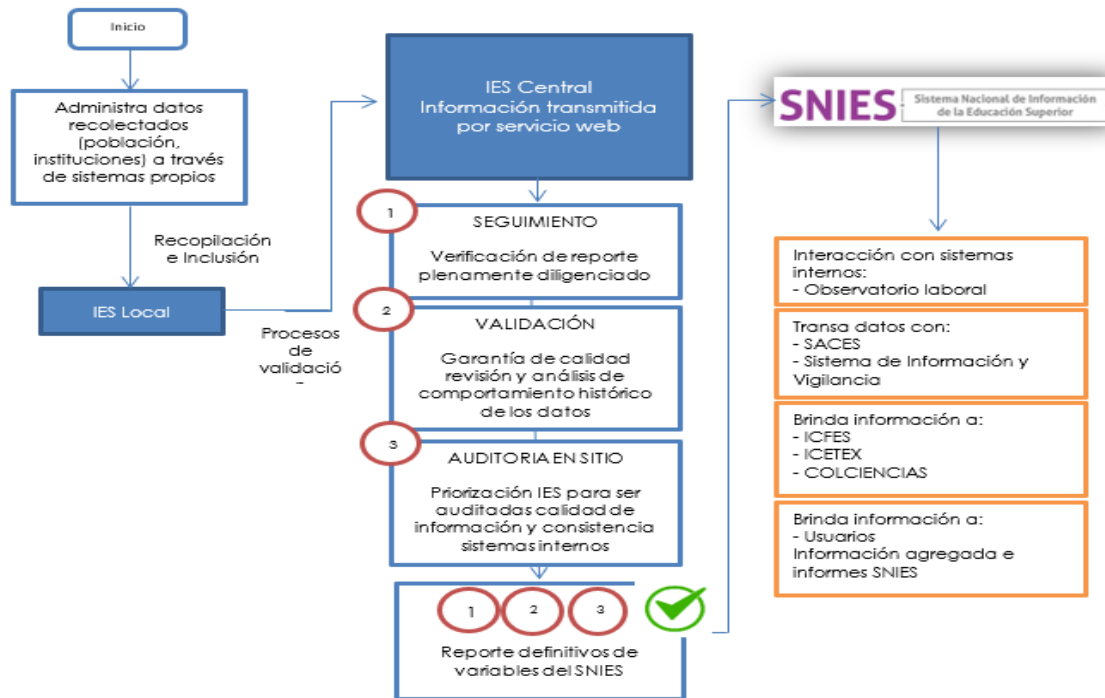 Inicio
Administra datos
recolectados
(población,
instituciones) a través
de sistemas propios
Recopilación
e Inclusión
IES Local
Procesos
de
validació
IES Central
Información transmitida
por servicio web
1
SEGUIMIENTO
Verificación de reporte
plenamente diligenciado
2
VALIDACIÓN
Garantía de calidad
revisión y análisis de
comportamiento histórico
de los datos
3
AUDITORIA EN SITIO
Priorización IES para ser
auditadas calidad de
información y consistencia
sistemas internos
1 2 3
Reporte definitivos de
variables del SNIES
SNIES
Sistema Nacional de Información
de la Educación Superior
Interacción con sistemas
internos:
- Observatorio laboral
Transa datos con:
- SACES
- Sistema de Información y
Vigilancia
Brinda información a:
- ICFES
- ICETEX
- COLCIENCIAS
Brinda información a:
- Usuarios
Información agregada e
informes SNIES